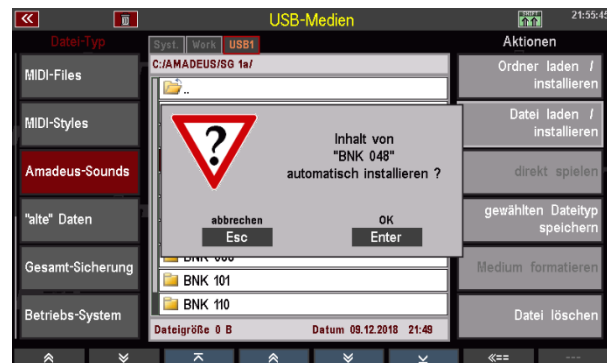 USB-Medien
SHIFT
21:55:45
Datei-Typ
Syst. Work USB1
Aktionen
C:/AMADEUS/SG 1a/
..
MIDI-Files
MIDI-Styles
Amadeus-Sounds
"alte" Daten
Gesamt-Sicherung
Betriebs-System
?
Inhalt von
"BNK 048"
automatisch installieren ?
abbrechen
OK
Esc
Enter
BNK 101
BNK 110
Dateigröße 0 B
Datum 09.12.2018 21:49
Ordner laden /
installieren
Datei laden /
installieren
direkt spielen
gewählten Dateityp
speichern
Medium formatieren
Datei löschen
«==
---